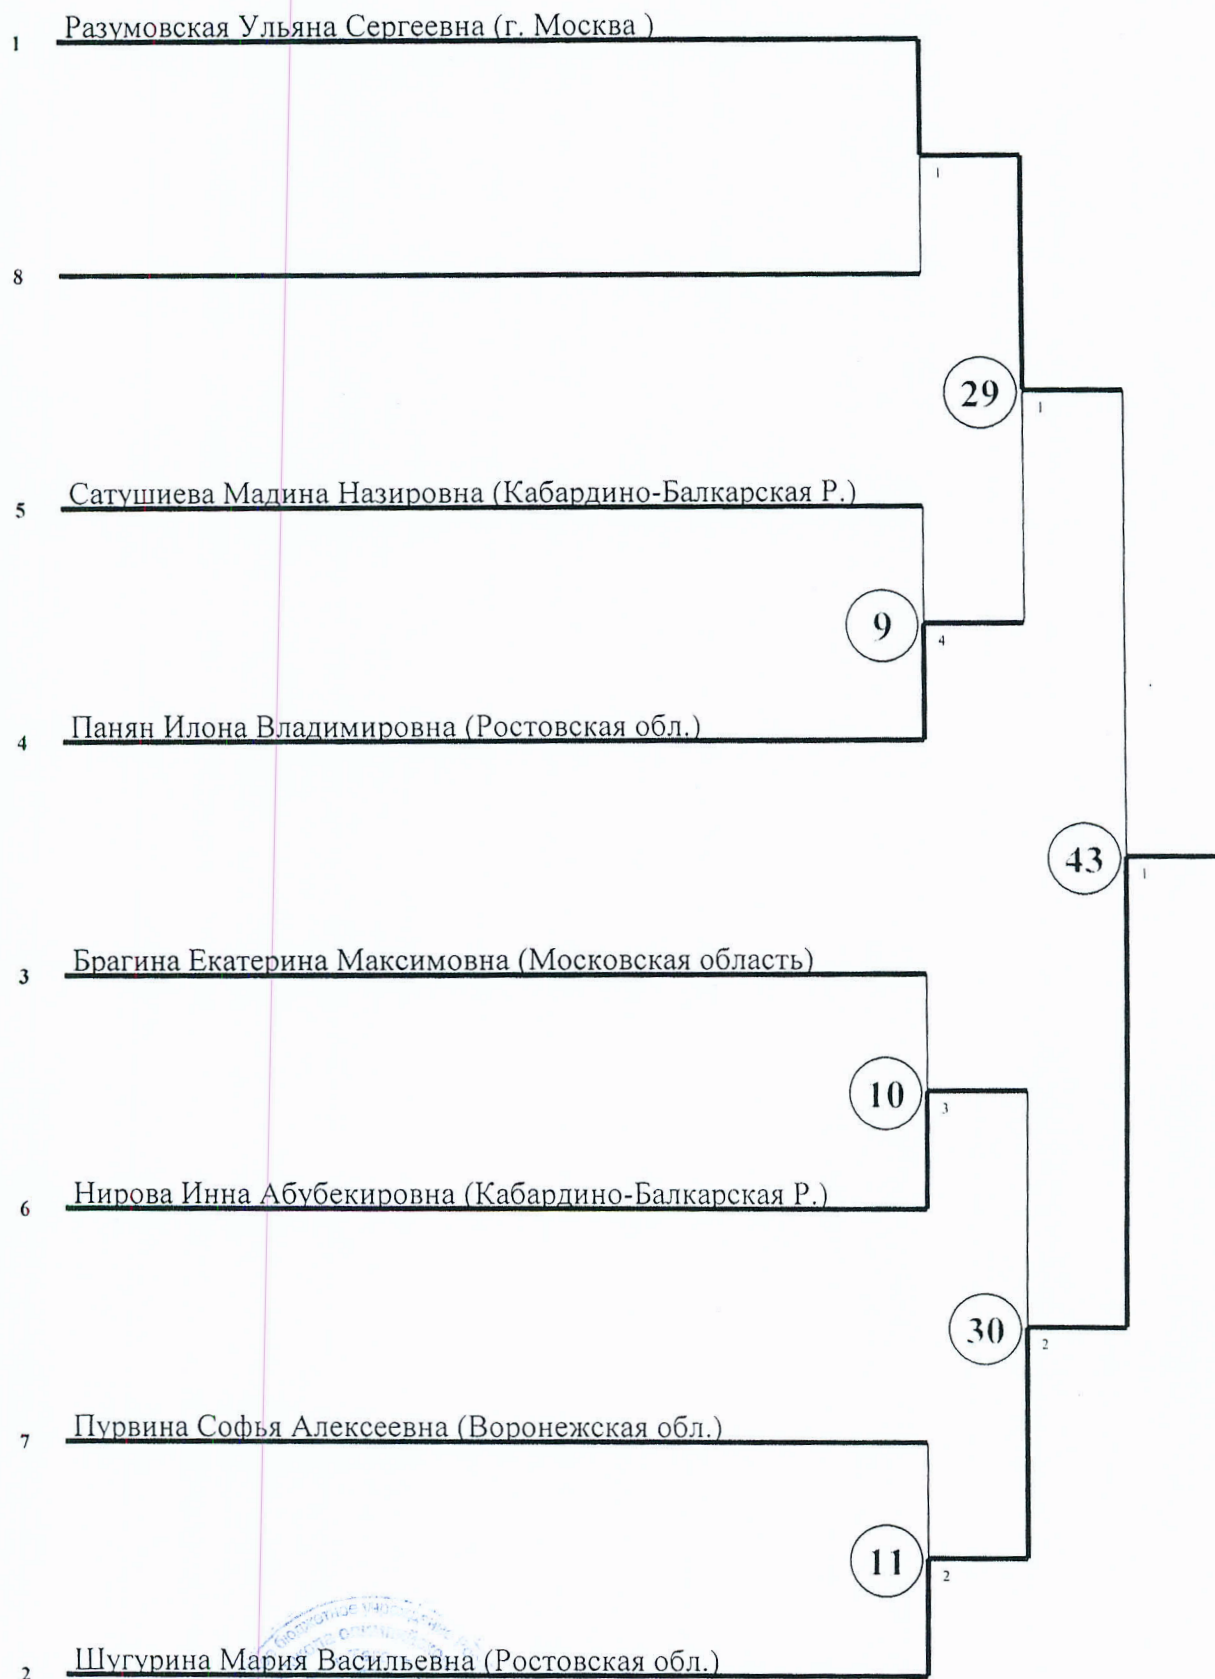 1 Разумовская Ульяна Сергеевна (г. Москва )
1
8
29
1
5 Сатушиева Мадина Назировна (Кабардино-Балкарская Р.)
9
4
4 Панян Илона Владимировна (Ростовская обл.)
43
1
3 Брагина Екатерина Максимовна (Московская область)
10
3
6 Нирова Инна Абубекировна (Кабардино-Балкарская Р.)
30
2
7 Пурвина Софья Алексеевна (Воронежская обл.)
11
2
2 Шугурина Мария Васильевна (Ростовская обл.)